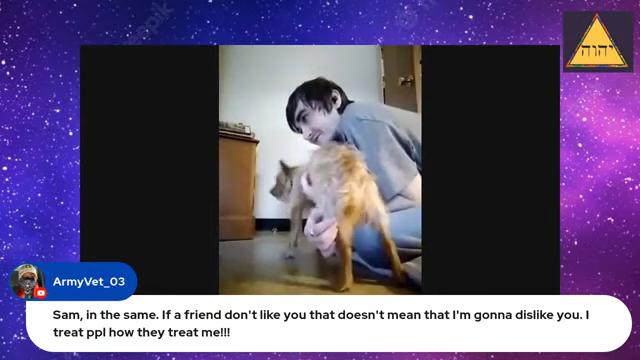 יהוה
ArmyVet_03
Sam, in the same. If a friend don't like you that doesn't mean that I'm gonna dislike you. I
treat ppl how they treat me!!!